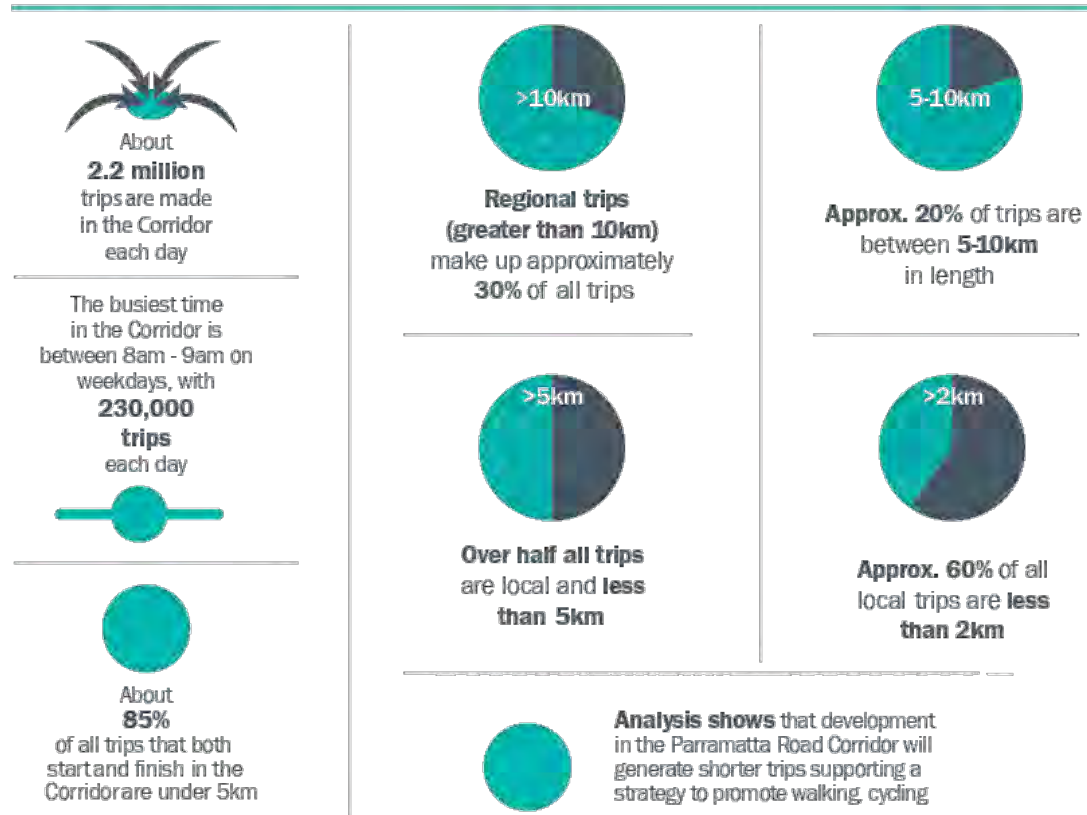 About
2.2 million
trips are made
in the Corridor
each day
The busiest time
in the Corridor is
between 8am - 9am on
weekdays, with
230,000
trips
each day
About
85%
of all trips that both
start and finish in the
Corridor are under 5km
>10km
Regional trips
(greater than 10km)
make up approximately
30% of all trips
5-10km
Approx. 20% of trips are
between 5-10km
in length
>5km
Over half all trips
are local and less
than 5km
>2km
Approx. 60% of all
local trips are less
than 2km
Analysis shows that development
in the Parramatta Road Corridor will
generate shorter trips supporting a
strategy to promote walking, cycling